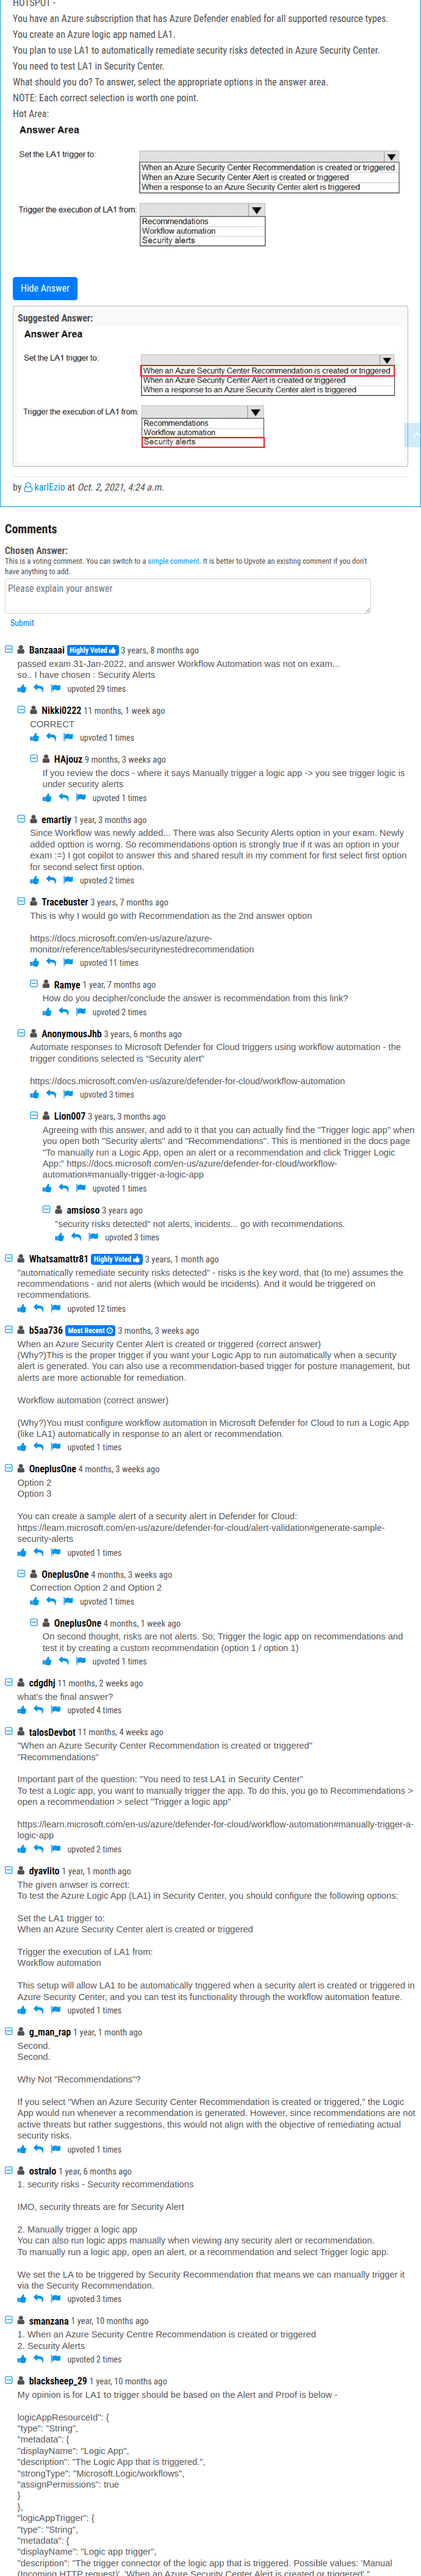 HOTSPOT -
You have an Azure subscription that has Azure Defender enabled for all supported resource types.
You create an Azure logic app named LA1.
You plan to use LA1 to automatically remediate security risks detected in Azure Security Center.
You need to test LA1 in Security Center.
What should you do? To answer, select the appropriate options in the answer area.
NOTE: Each correct selection is worth one point.
Hot Area:
Answer Area
Set the LA1 trigger to:
When an Azure Security Center Recommendation is created or triggered
When an Azure Security Center Alert is created or triggered
When a response to an Azure Security Center alert is triggered
Trigger the execution of LA1 from:
Recommendations
Workflow automation
Security alerts
Hide Answer
Suggested Answer:
Answer Area
Set the LA1 trigger to:
When an Azure Security Center Recommendation is created or triggered
When an Azure Security Center Alert is created or triggered
When a response to an Azure Security Center alert is triggered
Trigger the execution of LA1 from:
Recommendations
Workflow automation
Security alerts
by karlEzio at Oct. 2, 2021, 4:24 a.m.
Comments
Chosen Answer:
This is a voting comment. You can switch to a simple comment. It is better to Upvote an existing comment if you don't
have anything to add.
Please explain your answer
Submit
Banzaaai Highly Voted 3 years, 8 months ago
passed exam 31-Jan-2022, and answer Workflow Automation was not on exam...
so.. I have chosen : Security Alerts
upvoted 29 times
Nikki0222 11 months, 1 week ago
CORRECT
upvoted 1 times
HAjouz 9 months, 3 weeks ago
If you review the docs - where it says Manually trigger a logic app -> you see trigger logic is
under security alerts
upvoted 1 times
emartiy 1 year, 3 months ago
Since Workflow was newly added... There was also Security Alerts option in your exam. Newly
added opttion is worng. So recommendations option is strongly true if it was an option in your
exam :=) I got copilot to answer this and shared result in my comment for first select first option
for second select first option.
upvoted 2 times
Tracebuster 3 years, 7 months ago
This is why I would go with Recommendation as the 2nd answer option
https://docs.microsoft.com/en-us/azure/azure-
monitor/reference/tables/securitynestedrecommendation
upvoted 11 times
Ramye 1 year, 7 months ago
How do you decipher/conclude the answer is recommendation from this link?
upvoted 2 times
AnonymousJhb 3 years, 6 months ago
Automate responses to Microsoft Defender for Cloud triggers using workflow automation - the
trigger conditions selected is "Security alert"
https://docs.microsoft.com/en-us/azure/defender-for-cloud/workflow-automation
upvoted 3 times
Lion007 3 years, 3 months ago
Agreeing with this answer, and add to it that you can actually find the "Trigger logic app" when
you open both "Security alerts" and "Recommendations". This is mentioned in the docs page
"To manually run a Logic App, open an alert or a recommendation and click Trigger Logic
App:" https://docs.microsoft.com/en-us/azure/defender-for-cloud/workflow-
automation#manually-trigger-a-logic-app
upvoted 1 times
amsioso 3 years ago
"security risks detected" not alerts, incidents... go with recommendations.
upvoted 3 times
Whatsamattr81 Highly Voted 3 years, 1 month ago
"automatically remediate security risks detected" - risks is the key word, that (to me) assumes the
recommendations - and not alerts (which would be incidents). And it would be triggered on
recommendations.
upvoted 12 times
b5aa736 Most Recent 3 months, 3 weeks ago
When an Azure Security Center Alert is created or triggered (correct answer)
(Why?)This is the proper trigger if you want your Logic App to run automatically when a security
alert is generated. You can also use a recommendation-based trigger for posture management, but
alerts are more actionable for remediation.
Workflow automation (correct answer)
(Why?)You must configure workflow automation in Microsoft Defender for Cloud to run a Logic App
(like LA1) automatically in response to an alert or recommendation.
upvoted 1 times
OneplusOne 4 months, 3 weeks ago
Option 2
Option 3
You can create a sample alert of a security alert in Defender for Cloud:
https://learn.microsoft.com/en-us/azure/defender-for-cloud/alert-validation#generate-sample-
security-alerts
upvoted 1 times
OneplusOne 4 months, 3 weeks ago
Correction Option 2 and Option 2
upvoted 1 times
OneplusOne 4 months, 1 week ago
On second thought, risks are not alerts. So; Trigger the logic app on recommendations and
test it by creating a custom recommendation (option 1 / option 1)
upvoted 1 times
cdgdhj 11 months, 2 weeks ago
what's the final answer?
upvoted 4 times
talosDevbot 11 months, 4 weeks ago
"When an Azure Security Center Recommendation is created or triggered"
"Recommendations"
Important part of the question: "You need to test LA1 in Security Center"
To test a Logic app, you want to manually trigger the app. To do this, you go to Recommendations >
open a recommendation > select "Trigger a logic app"
https://learn.microsoft.com/en-us/azure/defender-for-cloud/workflow-automation#manually-trigger-a-
logic-app
upvoted 2 times
dyavlito 1 year, 1 month ago
The given anwser is correct:
To test the Azure Logic App (LA1) in Security Center, you should configure the following options:
Set the LA1 trigger to:
When an Azure Security Center alert is created or triggered
Trigger the execution of LA1 from:
Workflow automation
This setup will allow LA1 to be automatically triggered when a security alert is created or triggered in
Azure Security Center, and you can test its functionality through the workflow automation feature.
upvoted 1 times
g_man_rap 1 year, 1 month ago
Second.
Second.
Why Not "Recommendations"?
If you select "When an Azure Security Center Recommendation is created or triggered," the Logic
App would run whenever a recommendation is generated. However, since recommendations are not
active threats but rather suggestions, this would not align with the objective of remediating actual
security risks.
upvoted 1 times
ostralo 1 year, 6 months ago
1. security risks - Security recommendations
IMO, security threats are for Security Alert
2. Manually trigger a logic app
You can also run logic apps manually when viewing any security alert or recommendation.
To manually run a logic app, open an alert, or a recommendation and select Trigger logic app.
We set the LA to be triggered by Security Recommendation that means we can manually trigger it
via the Security Recommendation.
upvoted 3 times
smanzana 1 year, 10 months ago
1. When an Azure Security Centre Recommendation is created or triggered
2. Security Alerts
upvoted 2 times
blacksheep_29 1 year, 10 months ago
My opinion is for LA1 to trigger should be based on the Alert and Proof is below -
logicAppResourceId": {
"type": "String",
"metadata": {
"displayName": "Logic App",
"description": "The Logic App that is triggered.",
"strongType": "Microsoft.Logic/workflows",
"assignPermissions": true
}
},
"logicAppTrigger": {
"type": "String",
"metadata": {
"displayName": "Logic app trigger",
"description": "The trigger connector of the logic app that is triggered. Possible values: 'Manual
(Incoming HTTP request)', 'When an Azure Security Center Alert is created or triggered'."